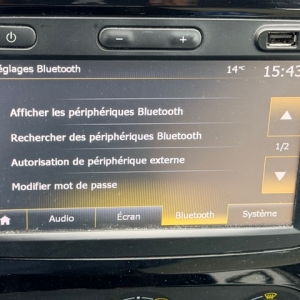 églages Bluetooth 14°C 15:43
Afficher les périphériques Bluetooth
Rechercher des périphériques Bluetooth
Autorisation de périphérique externe
1/2
Modifier mot de passe
Audio Écran Bluetooth Système